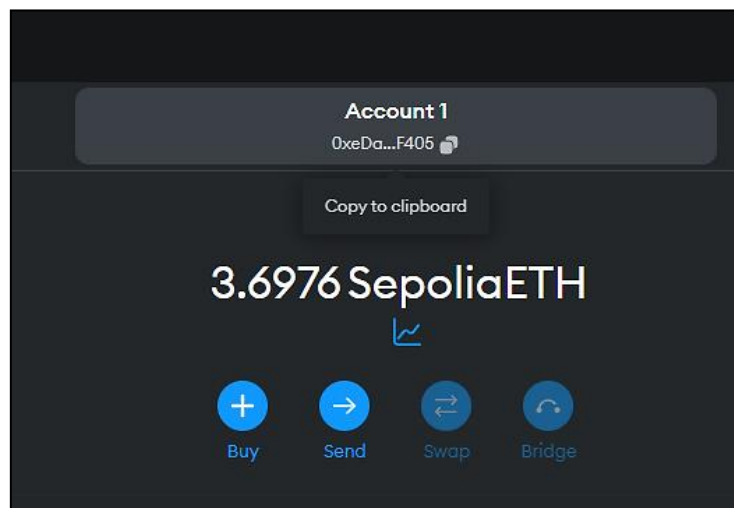 Account 1
0xeDa...F405
Copy to clipboard
3.6976 SepoliaETH
Buy Send Swap Bridge